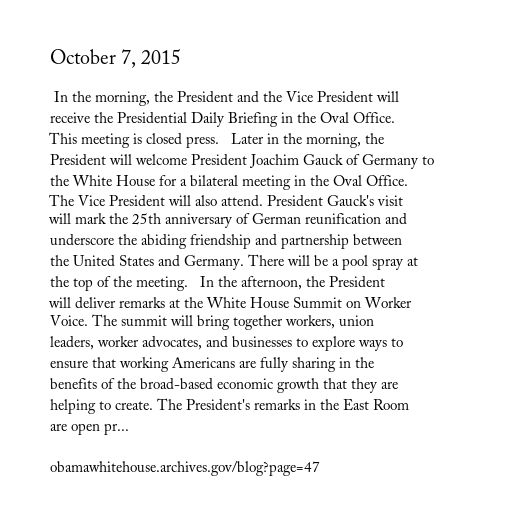 October 7, 2015
In the morning, the President and the Vice President will
receive the Presidential Daily Briefing in the Oval Office.
This meeting is closed press.   Later in the morning, the
President will welcome President Joachim Gauck of Germany to
the White House for a bilateral meeting in the Oval Office.
The Vice President will also attend. President Gauck's visit
will mark the 25th anniversary of German reunification and
underscore the abiding friendship and partnership between
the United States and Germany. There will be a pool spray at
the top of the meeting.   In the afternoon, the President
will deliver remarks at the White House Summit on Worker
Voice. The summit will bring together workers, union
leaders, worker advocates, and businesses to explore ways to
ensure that working Americans are fully sharing in the
benefits of the broad-based economic growth that they are
helping to create. The President's remarks in the East Room
are open pr...
obamawhitehouse.archives.gov/blog?page=47